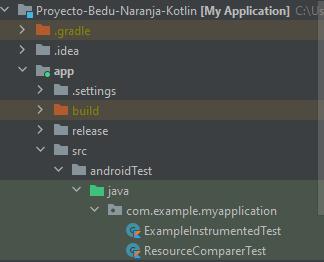 Proyecto-Bedu-Naranja-Kotlin [My Application] C:\Us
.gradle
.idea
app
.settings
build
release
src
androidTest
java
com.example.myapplication
ExampleInstrumentedTest
ResourceComparerTest